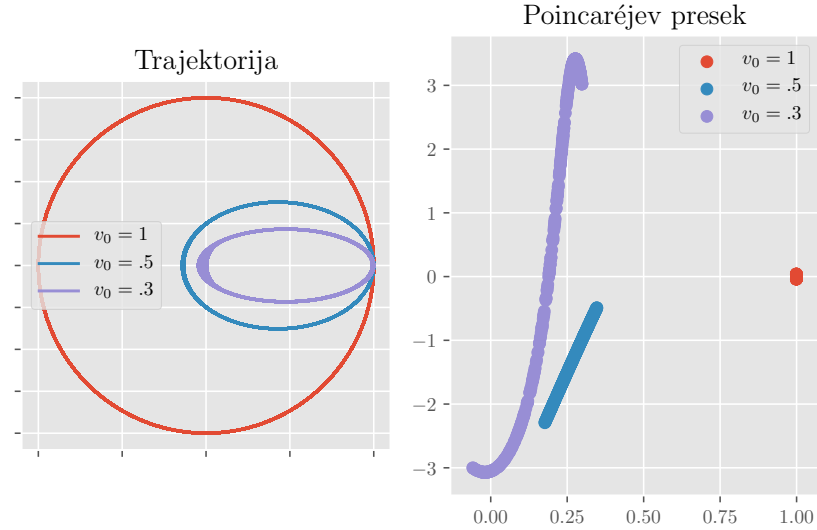 Trajektorija
v₀ = 1
v₀ = .5
v₀ = .3
Poincaréjev presek
v₀ = 1
v₀ = .5
v₀ = .3
3
2
1
0
−1
−2
−3
0.00 0.25 0.50 0.75 1.00